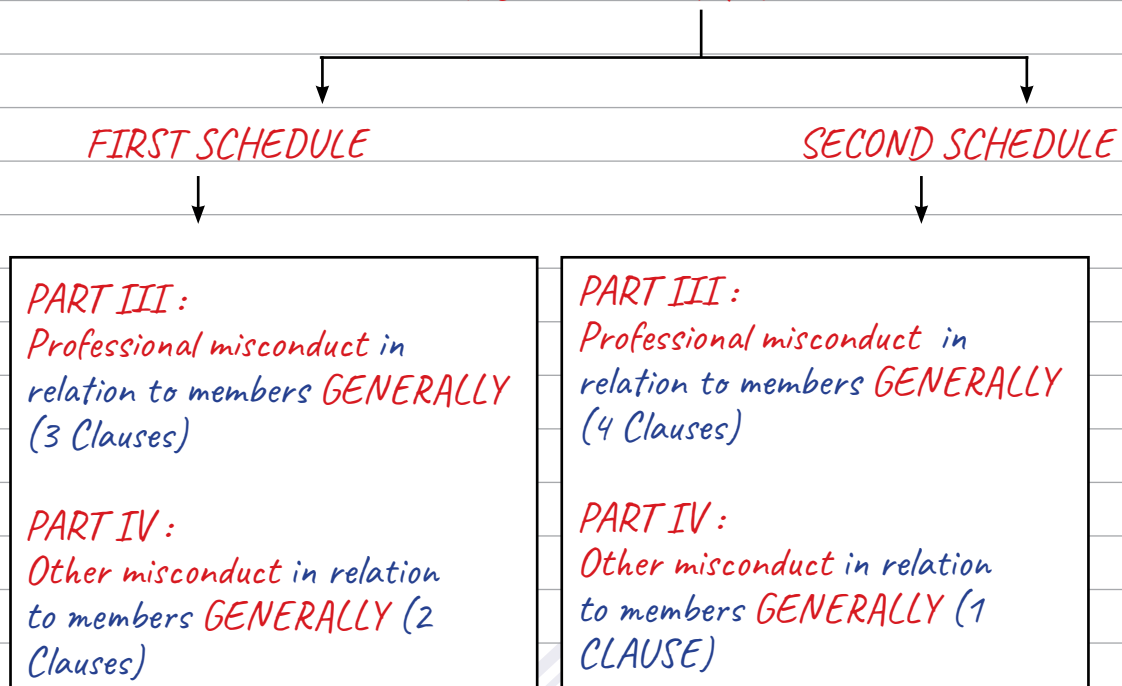 FIRST SCHEDULE
SECOND SCHEDULE
PART III :
Professional misconduct in
relation to members GENERALLY
(3 Clauses)
PART IV :
Other misconduct in relation
to members GENERALLY (2
Clauses)
PART III :
Professional misconduct in
relation to members GENERALLY
(4 Clauses)
PART IV :
Other misconduct in relation
to members GENERALLY (1
CLAUSE)